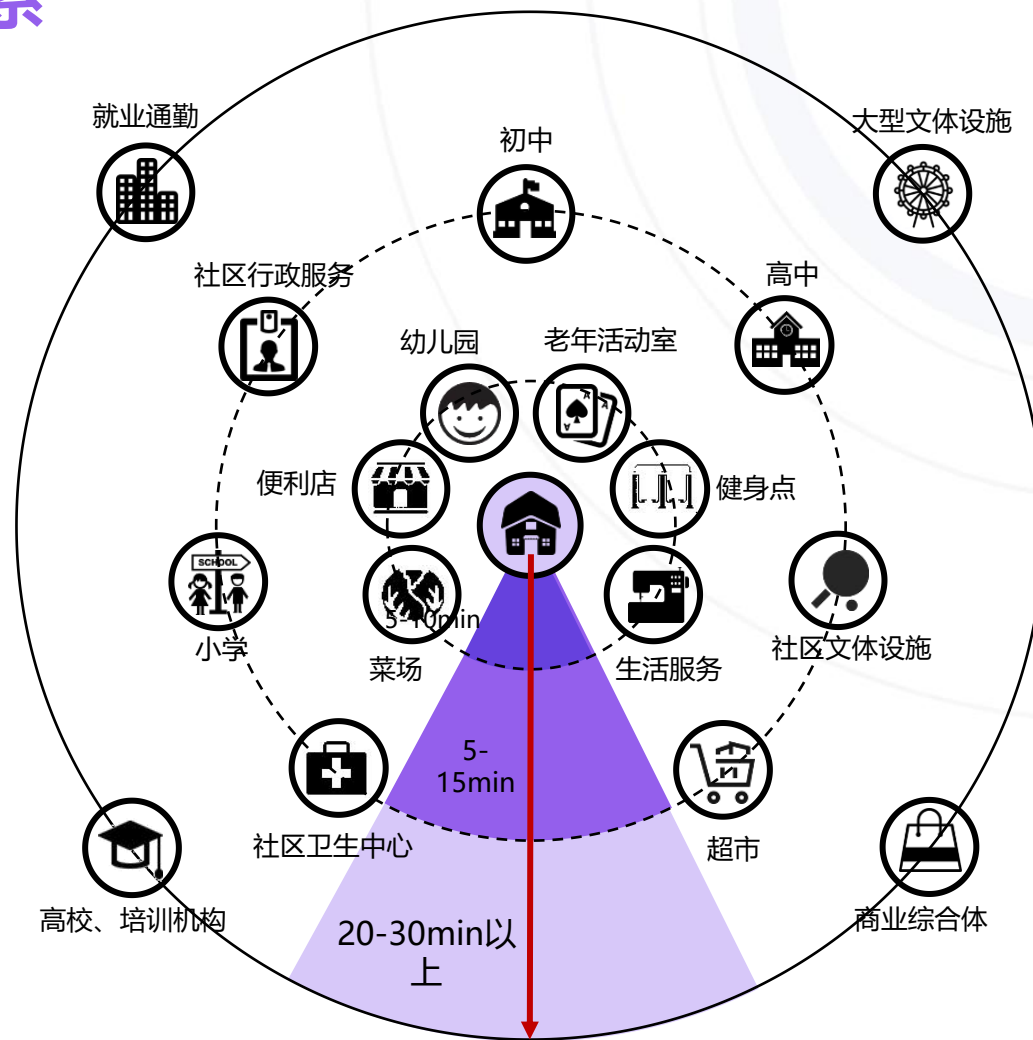 系
就业通勤
大型文体设施
初中
社区行政服务
高中
幼儿园
老年活动室
便利店
健身点
SCHOOL
5-10min
小学
菜场
生活服务
社区文体设施
5-
15min
社区卫生中心
超市
高校、培训机构
20-30min以
上
商业综合体